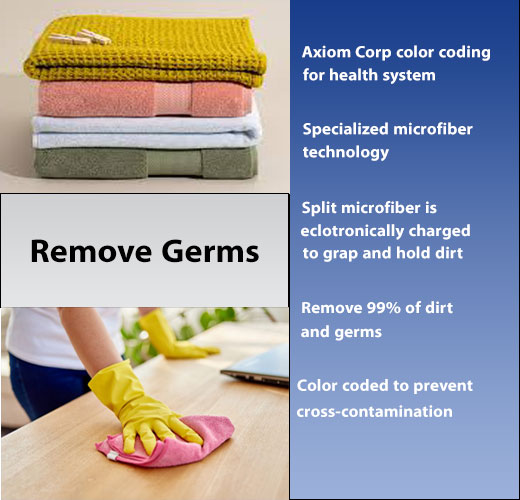 Axiom Corp color coding
for health system
Specialized microfiber
technology
Split microfiber is
eclotronically charged
to grap and hold dirt
Remove Germs
Remove 99% of dirt
and germs
Color coded to prevent
cross-contamination